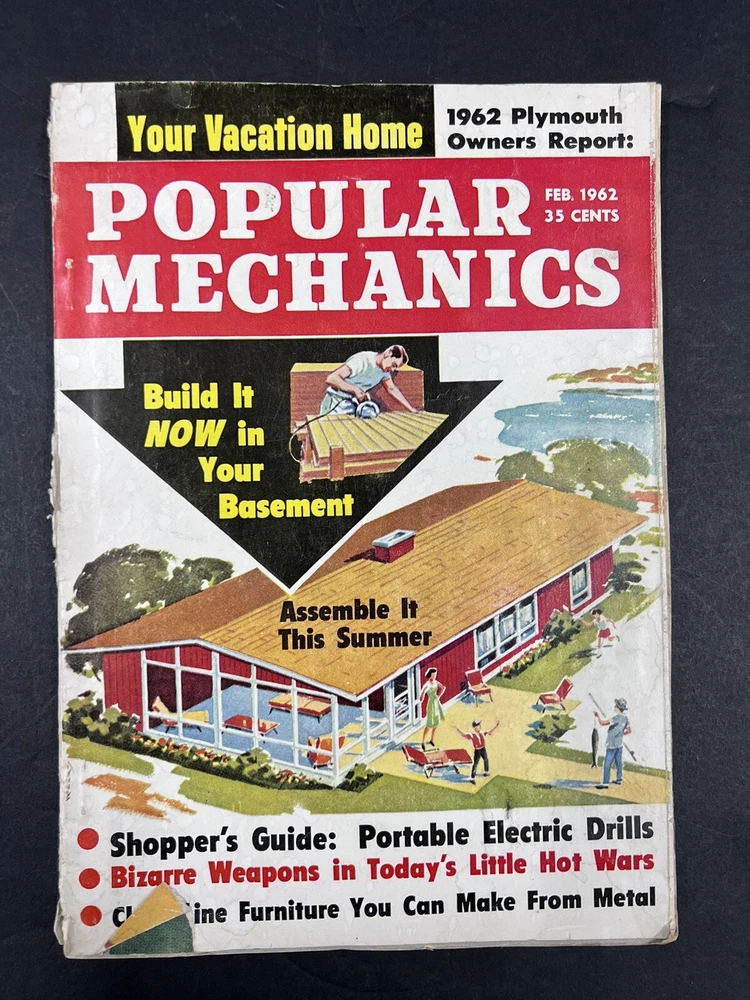 Your Vacation Home
1962 Plymouth
Owners Report:
POPULAR
MECHANICS
FEB. 1962
35 CENTS
Build It
NOW in
Your
Basement
Assemble It
This Summer
Shopper's Guide: Portable Electric Drills
Bizarre Weapons in Today's Little Hot Wars
Furniture You Can Make From Metal